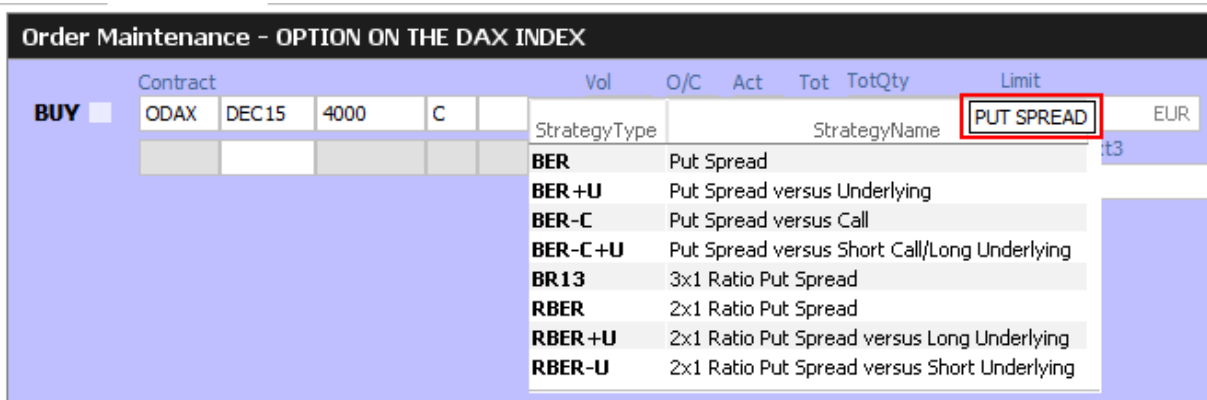 Order Maintenance - OPTION ON THE DAX INDEX
Contract Vol O/C Act Tot TotQty Limit
BUY ODAX DEC15 4000 C PUT SPREAD EUR
StrategyType StrategyName
t3
BER Put Spread
BER+U Put Spread versus Underlying
BER-C Put Spread versus Call
BER-C+U Put Spread versus Short Call/Long Underlying
BR13 3x1 Ratio Put Spread
RBER 2x1 Ratio Put Spread
RBER+U 2x1 Ratio Put Spread versus Long Underlying
RBER-U 2x1 Ratio Put Spread versus Short Underlying